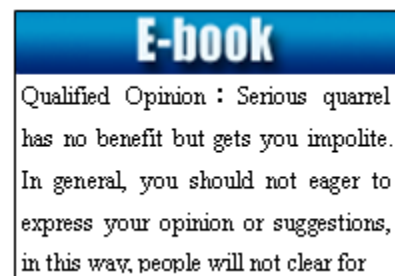 E-book
Qualified Opinion：Serious quarrel
has no benefit but gets you impolite.
In general, you should not eager to
express your opinion or suggestions,
in this way, people will not clear for